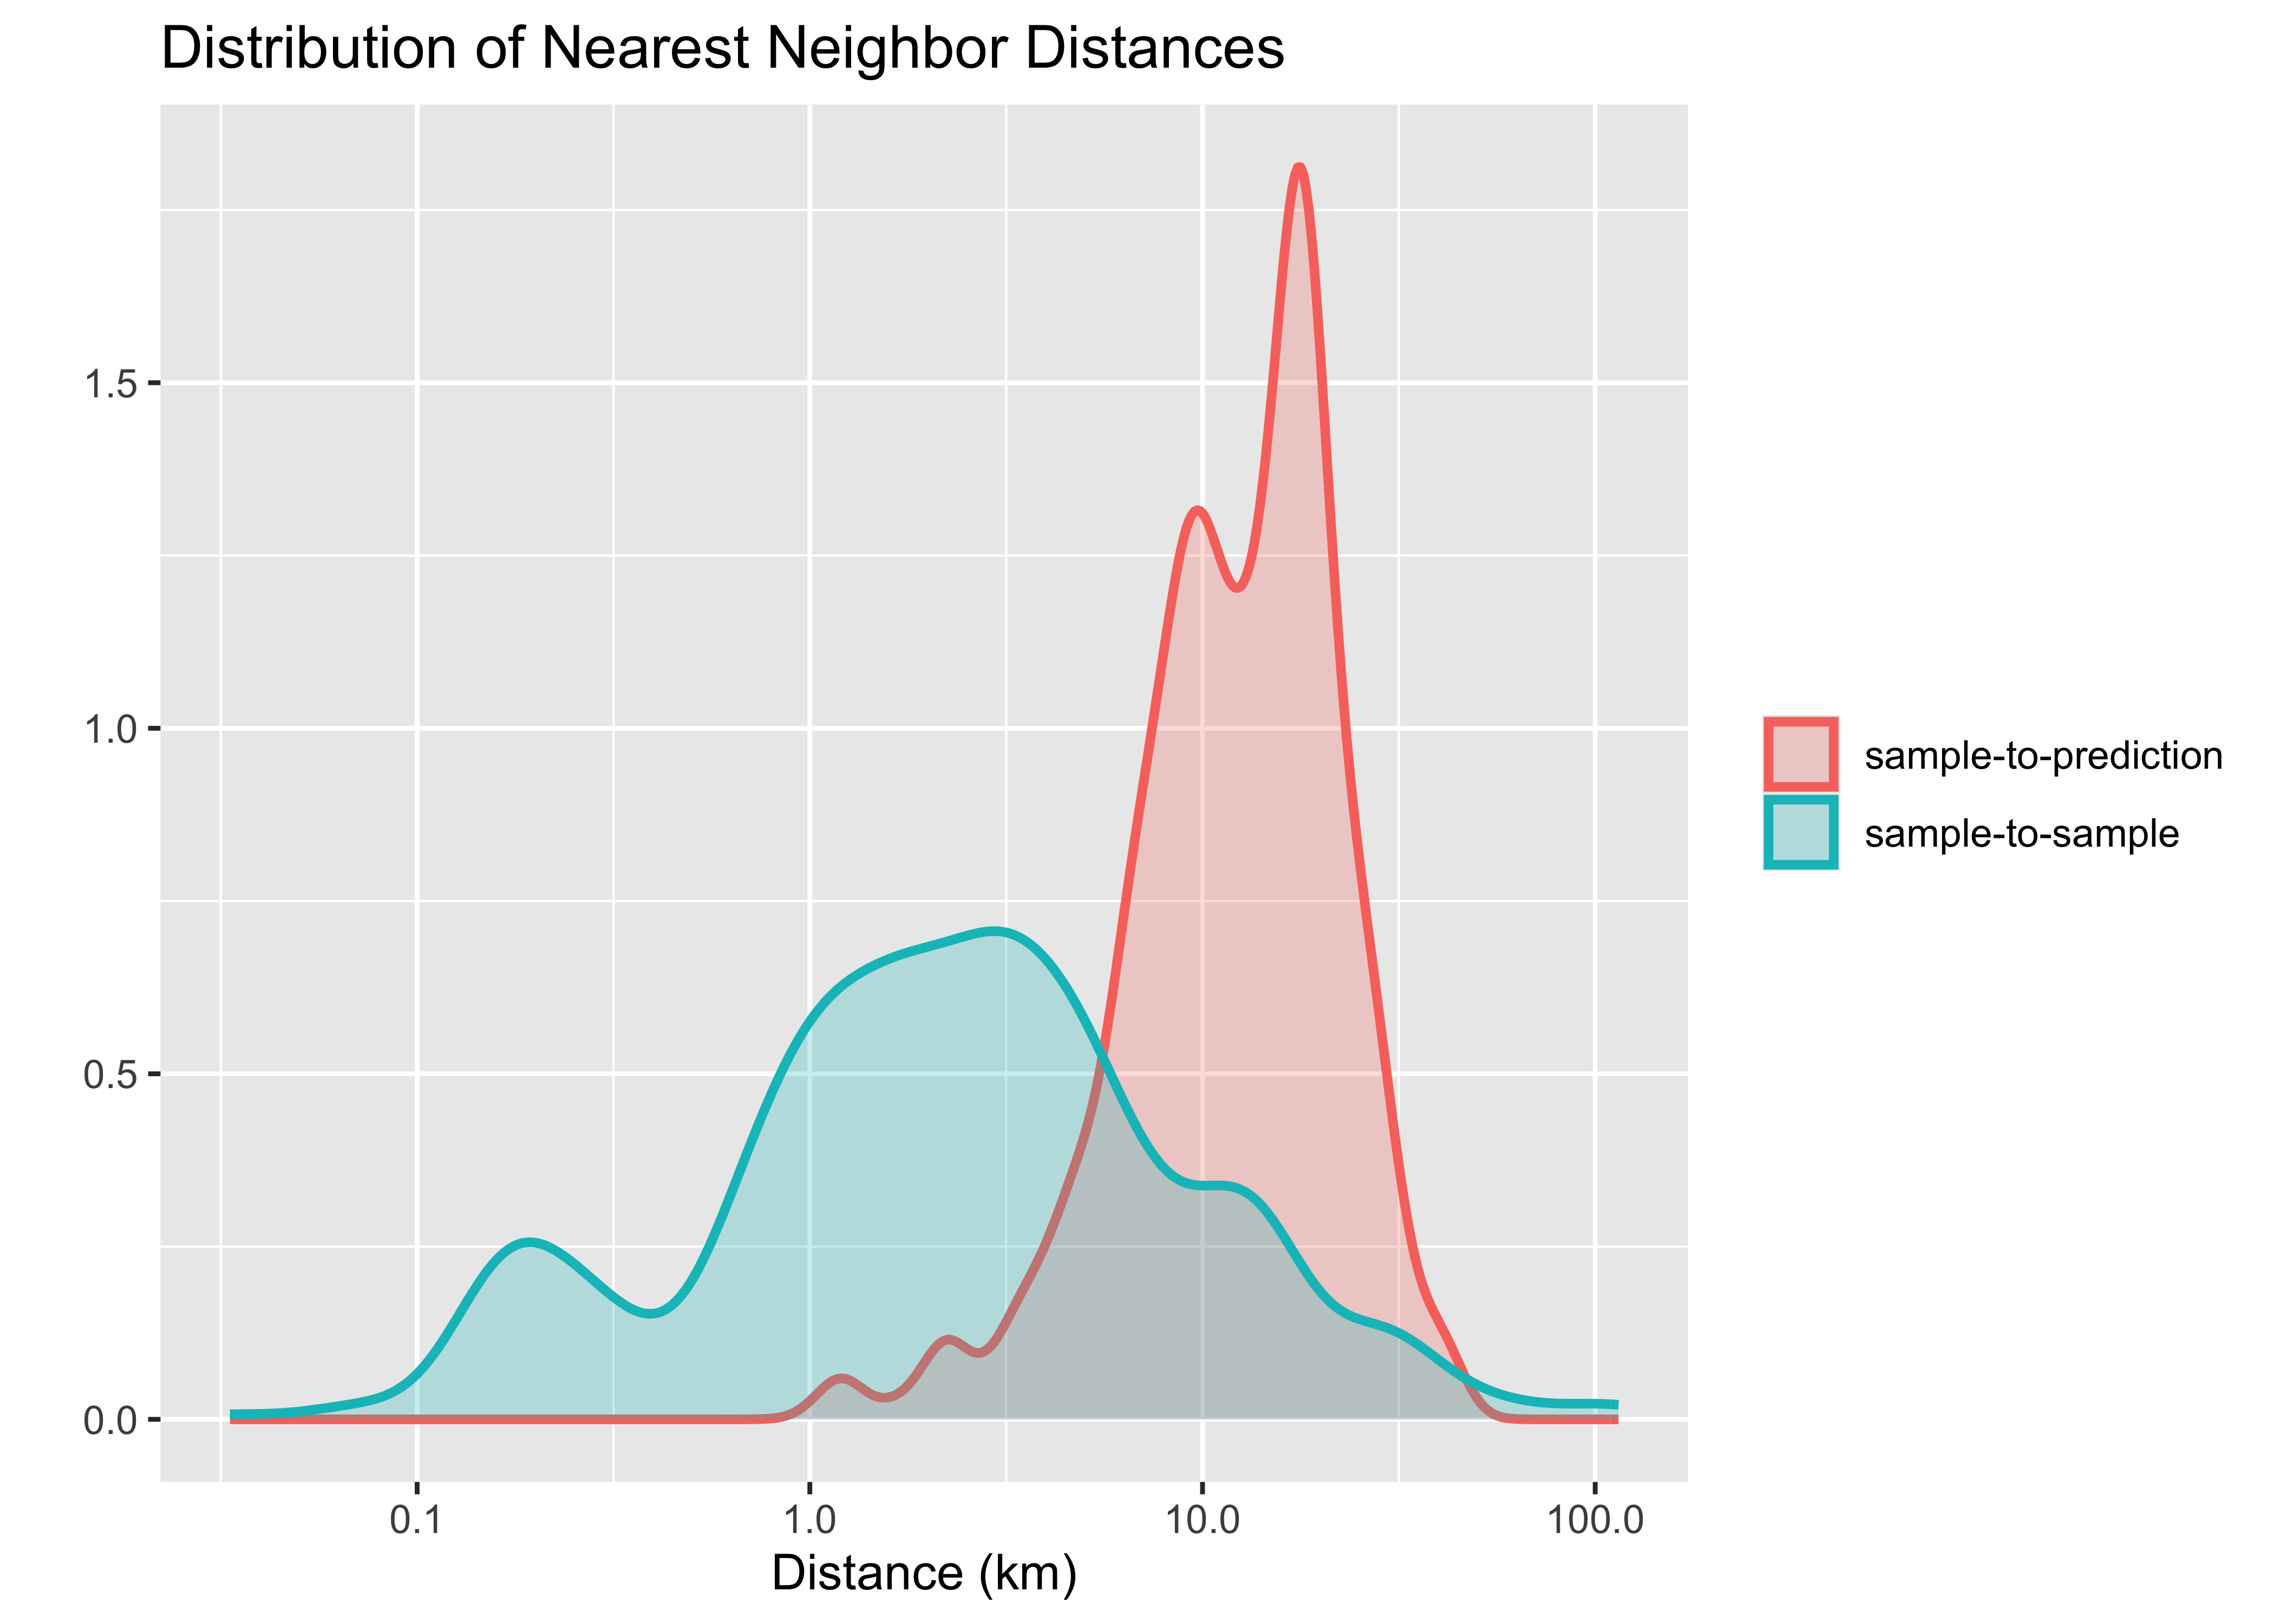 Distribution of Nearest Neighbor Distances
1.5
1.0
0.5
0.0
0.1
1.0
10.0
100.0
Distance (km)
sample-to-prediction
sample-to-sample